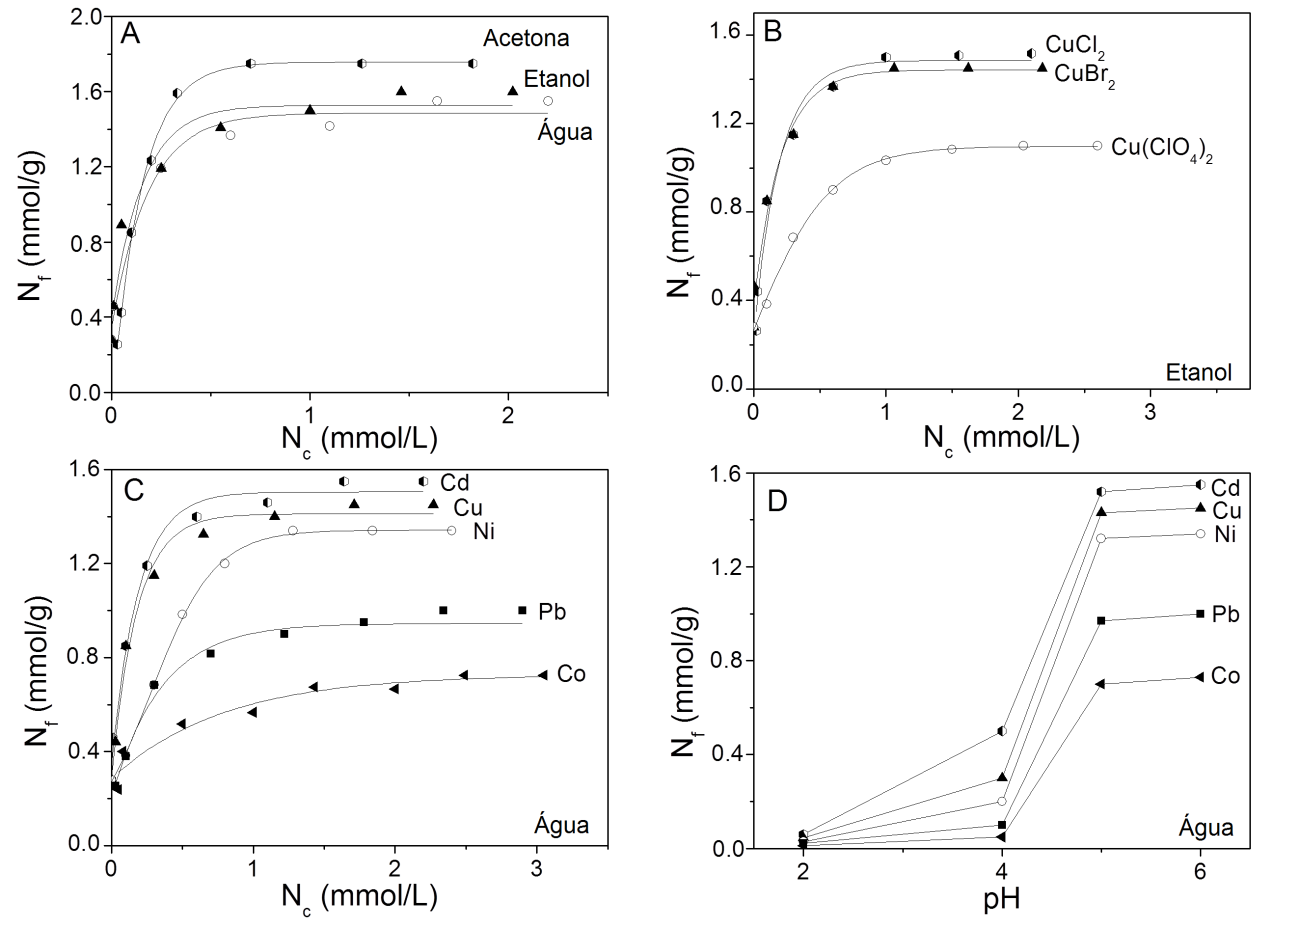 A
Acetona
Etanol
Água
2.0
1.6
1.2
0.8
0.4
0.0
0
1
2
N_f (mmol/g)
N_c (mmol/L)
B
CuCl₂
CuBr₂
Cu(ClO₄)₂
Etanol
1.6
1.2
0.8
0.4
0.0
0
1
2
3
N_f (mmol/g)
N_c (mmol/L)
C
Cd
Cu
Ni
Pb
Co
Água
1.6
1.2
0.8
0.4
0.0
0
1
2
3
N_f (mmol/g)
N_c (mmol/L)
D
Cd
Cu
Ni
Pb
Co
Água
1.6
1.2
0.8
0.4
0.0
2
4
6
N_f (mmol/g)
pH